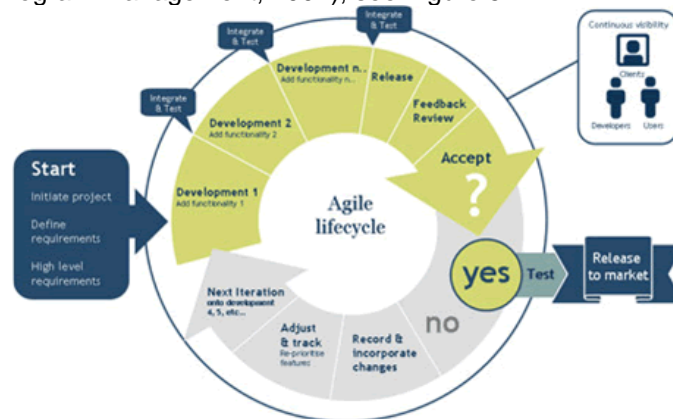 Integrate
& Test
Integrate
& Test
Integrate
& Test
Continuous visibility
Clients
Developers
Users
Development n..
Add functionality n...
Release
Feedback
Review
Development 2
Add functionality 2
Accept
?
Start
Initiate project
Define
requirements
High level
requirements
Development 1
Add functionality 1
Agile
lifecycle
yes
Test
Release
to market
no
Next Iteration
onto development
4, 5, etc...
Adjust
& track
Re-prioritise
features
Record &
incorporate
changes